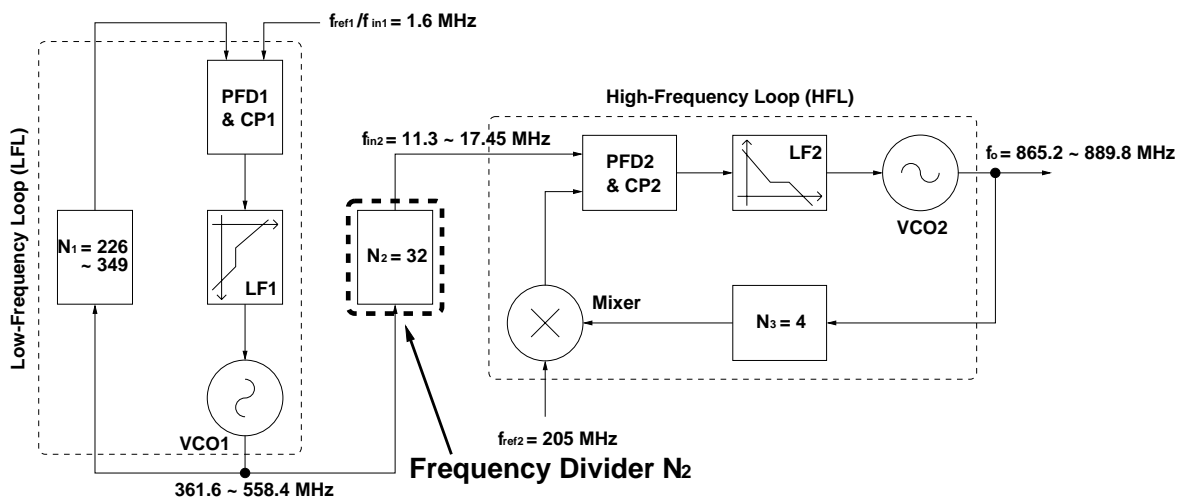 fref1/fin1 = 1.6 MHz
Low-Frequency Loop (LFL)
PFD1
& CP1
N1 = 226
~ 349
LF1
VCO1
361.6 ~ 558.4 MHz
fin2 = 11.3 ~ 17.45 MHz
N2 = 32
Frequency Divider N2
High-Frequency Loop (HFL)
PFD2
& CP2
LF2
VCO2
fo = 865.2 ~ 889.8 MHz
Mixer
N3 = 4
fref2 = 205 MHz